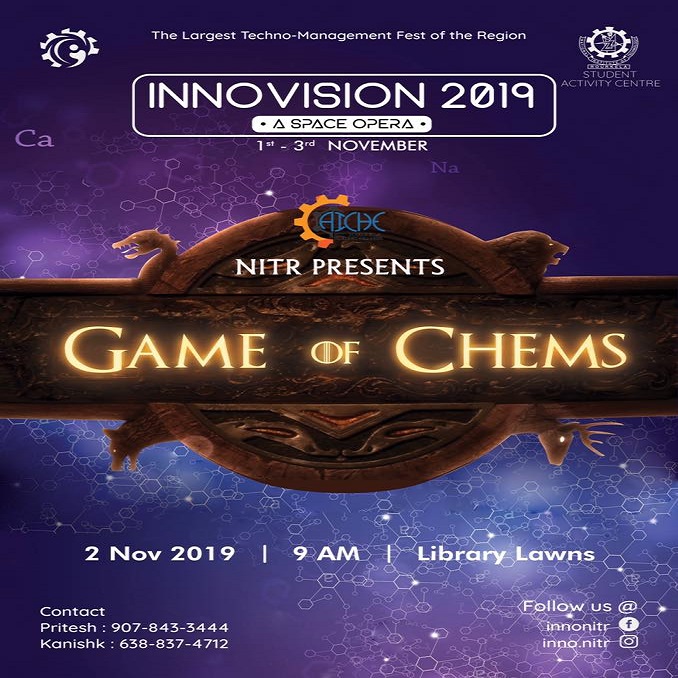 The Largest Techno-Management Fest of the Region
STUDENT
ACTIVITY CENTRE
INNOVISION 2019
• A SPACE OPERA •
1st - 3rd NOVEMBER
Ca
Na
AIChE
NITR PRESENTS
GAME OF CHEMS
2 Nov 2019 | 9 AM | Library Lawns
Contact
Pritesh : 907-843-3444
Kanishk : 638-837-4712
Follow us @
innonitr
inno.nitr